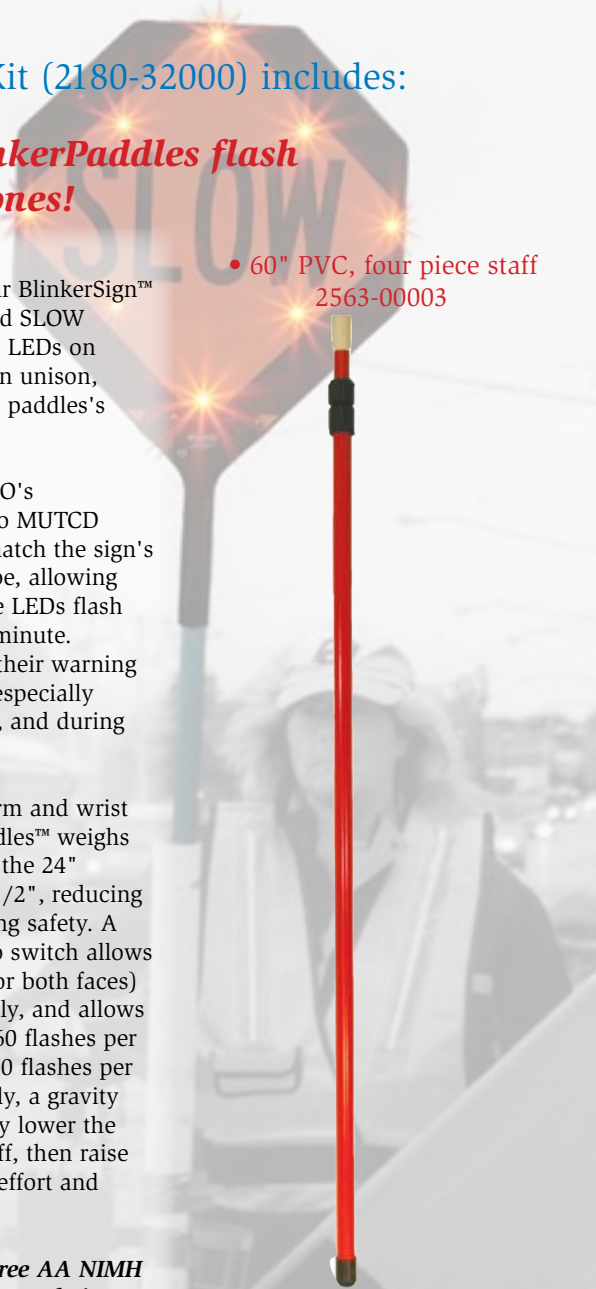 Kit (2180-32000) includes:
nkerPaddles flash
ones!
SLOW
• 60" PVC, four piece staff
2563-00003
ur BlinkerSign™
d SLOW
LEDs on
n unison,
paddles's
O's
o MUTCD
natch the sign's
pe, allowing
e LEDs flash
minute.
their warning
especially
, and during
rm and wrist
dles™ weighs
the 24"
/2", reducing
ng safety. A
o switch allows
or both faces)
ly, and allows
60 flashes per
0 flashes per
ly, a gravity
y lower the
ff, then raise
effort and
ree AA NIMH